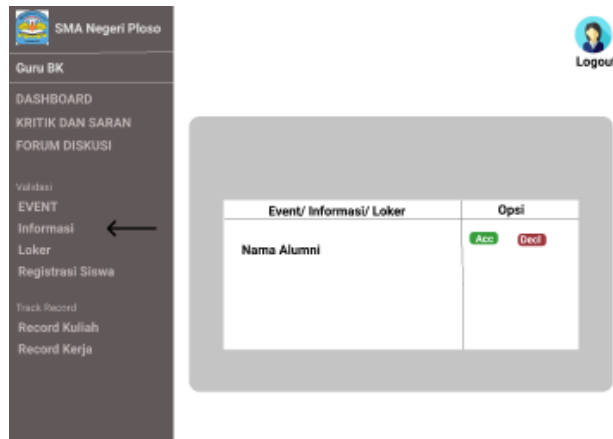 SMA Negeri Ploso
Logout
Guru BK
DASHBOARD
KRITIK DAN SARAN
FORUM DISKUSI
Validasi
EVENT
Informasi
Loker
Registrasi Siswa
Track Record
Record Kuliah
Record Kerja
Event/ Informasi/ Loker Opsi
Nama Alumni Acc Decl